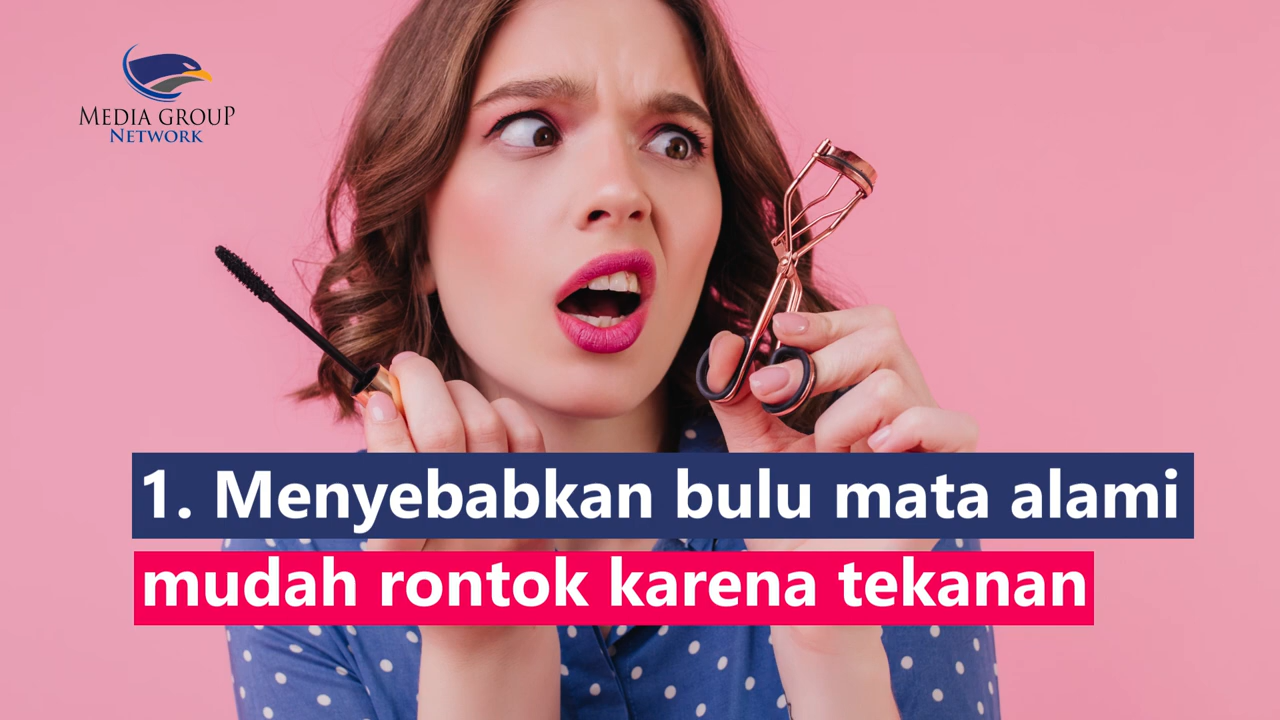 MEDIA GROUP
NETWORK
1. Menyebabkan bulu mata alami
mudah rontok karena tekanan